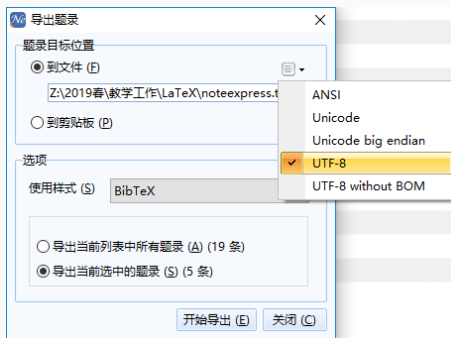 导出题录
题录目标位置
到文件 (F)
Z:\2019春\教学工作\LaTeX\noteexpress.t
到剪贴板 (P)
ANSI
Unicode
Unicode big endian
UTF-8
UTF-8 without BOM
选项
使用样式 (S)
BibTeX
导出当前列表中所有题录 (A) (19 条)
导出当前选中的题录 (S) (5 条)
开始导出 (E)
关闭 (C)